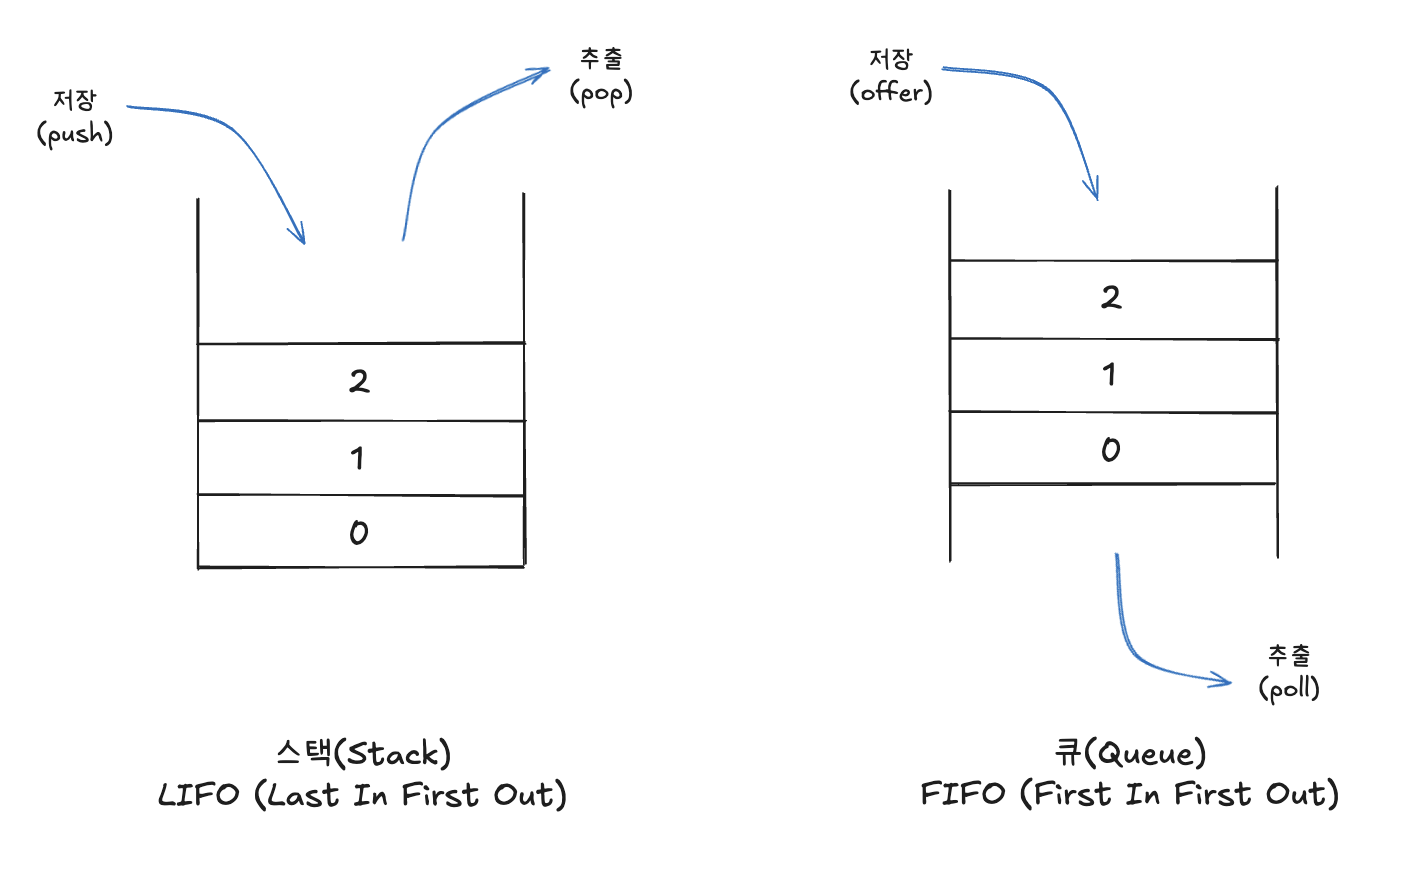 저장
(push)
추출
(pop)
2
1
0
스택(Stack)
LIFO (Last In First Out)
저장
(offer)
2
1
0
추출
(poll)
큐(Queue)
FIFO (First In First Out)